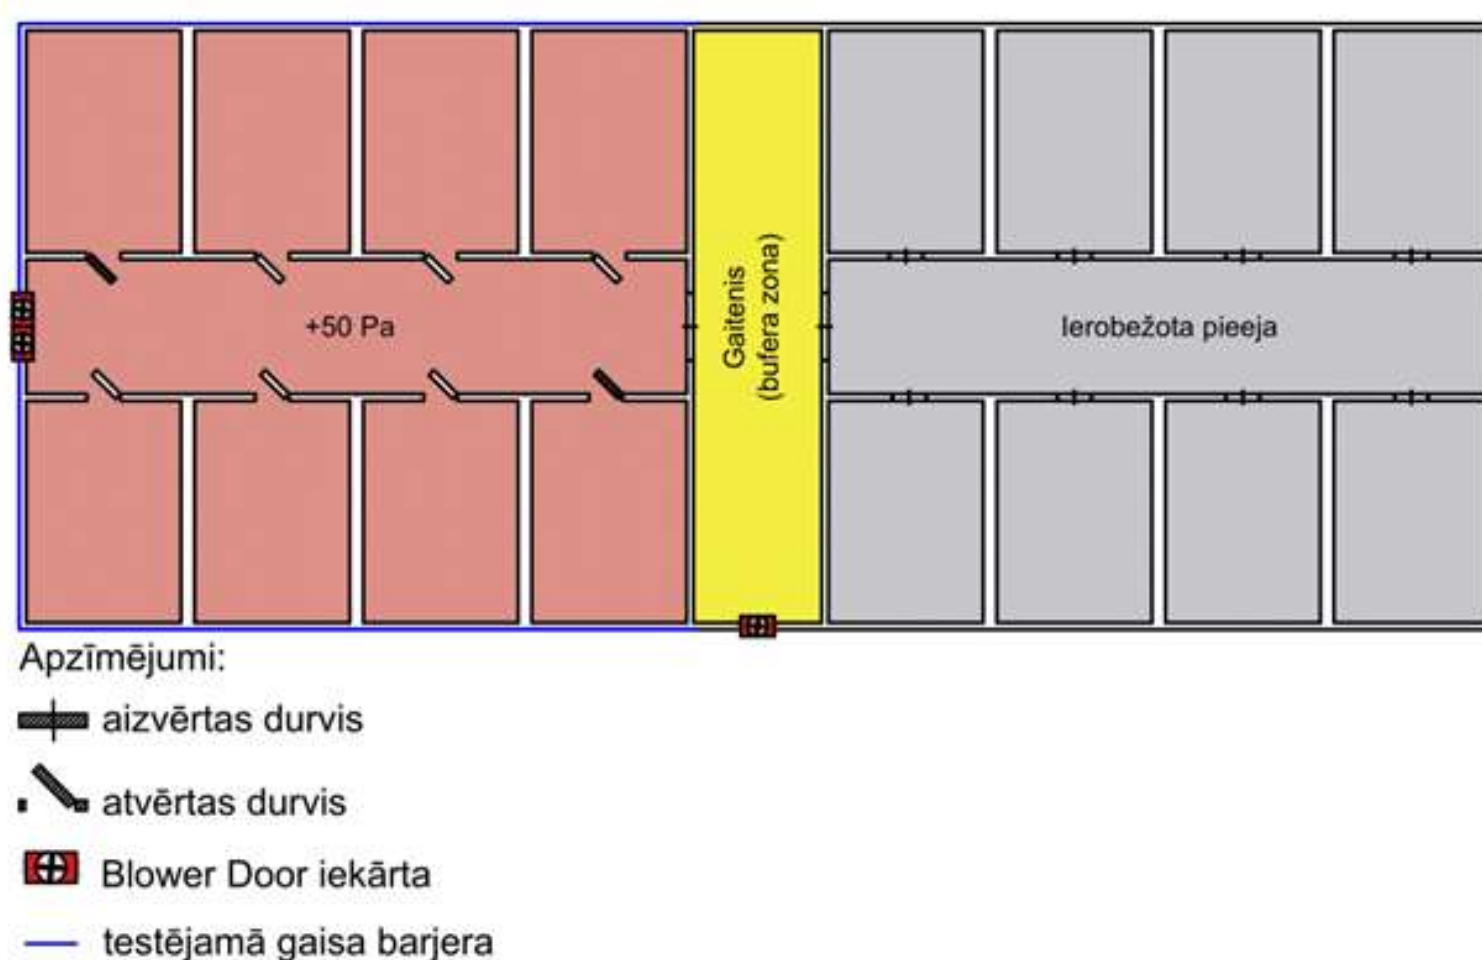 +50 Pa
Gaitenis
(bufera zona)
Ierobežota pieeja
Apzīmējumi:
aizvērtas durvis
atvērtas durvis
Blower Door iekārta
testējamā gaisa barjera